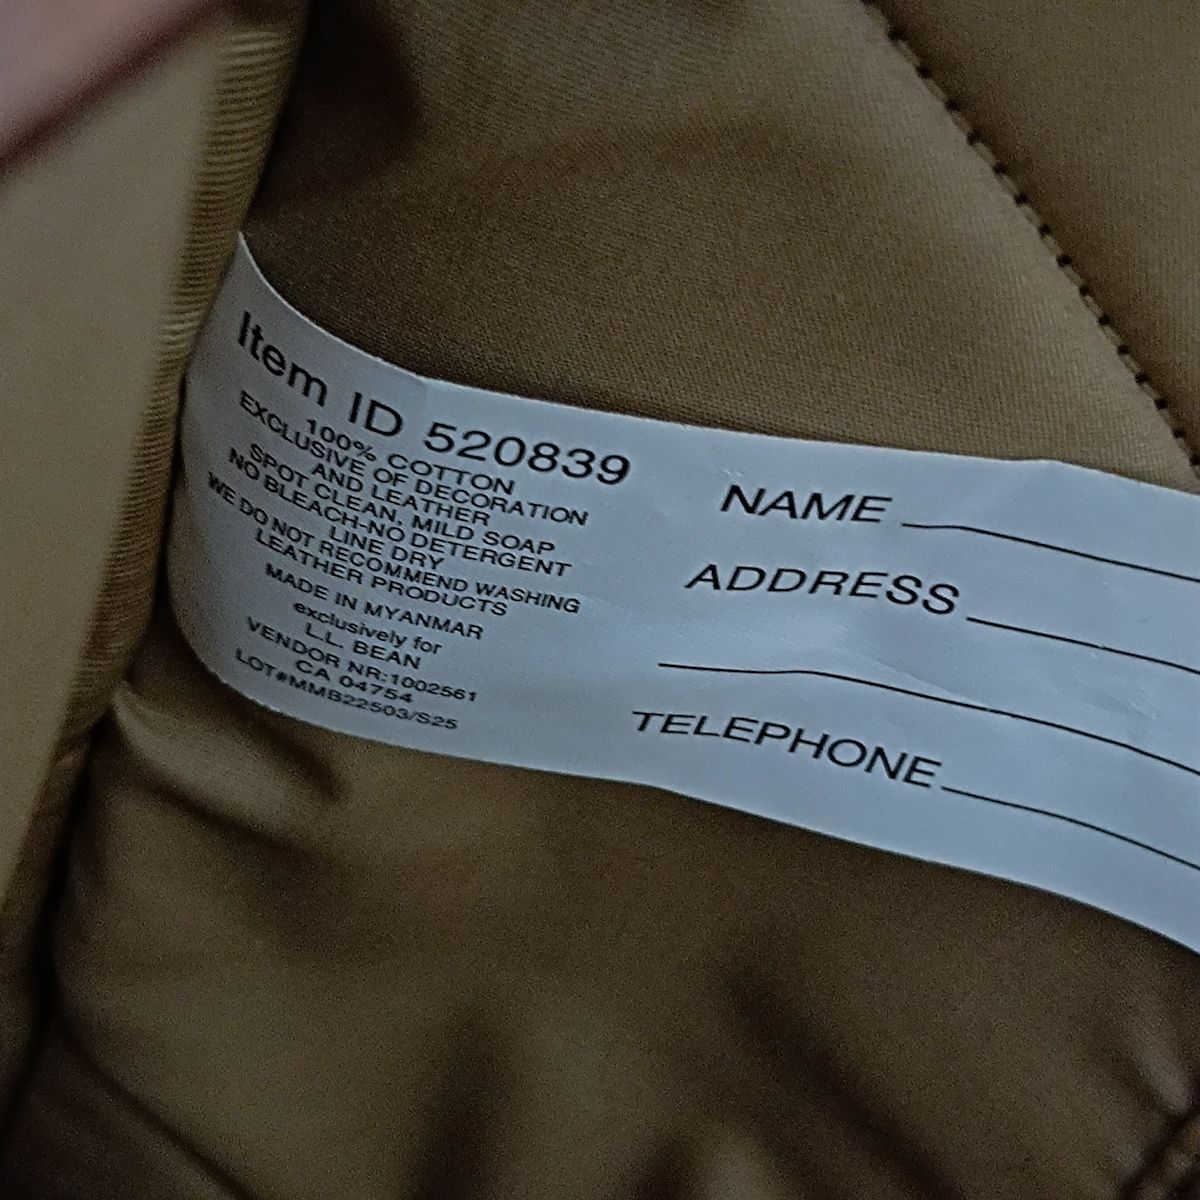 Item ID 520839
100% COTTON
EXCLUSIVE OF DECORATION
AND LEATHER
SPOT CLEAN, MILD SOAP
NO BLEACH-NO DETERGENT
LINE DRY
WE DO NOT RECOMMEND WASHING
LEATHER PRODUCTS
MADE IN MYANMAR
exclusively for
L.L. BEAN
VENDOR NR:1002561
CA 04754
LOT#MMB22503/S25
NAME
ADDRESS
TELEPHONE